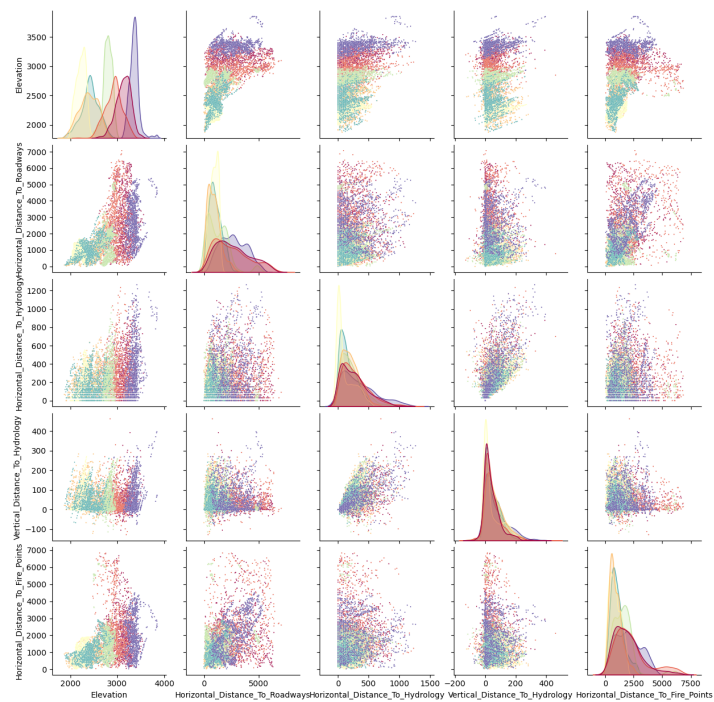 Elevation
3500
3000
2500
2000
Horizontal_Distance_To_Roadways
7000
6000
5000
4000
3000
2000
1000
0
Horizontal_Distance_To_Hydrology
1200
1000
800
600
400
200
0
Vertical_Distance_To_Hydrology
400
300
200
100
0
−100
Horizontal_Distance_To_Fire_Points
7000
6000
5000
4000
3000
2000
1000
0
2000 3000 4000
0 5000
0 500 1000 1500
−200 0 200 400
0 2500 5000 7500
Elevation
Horizontal_Distance_To_Roadways
Horizontal_Distance_To_Hydrology
Vertical_Distance_To_Hydrology
Horizontal_Distance_To_Fire_Points